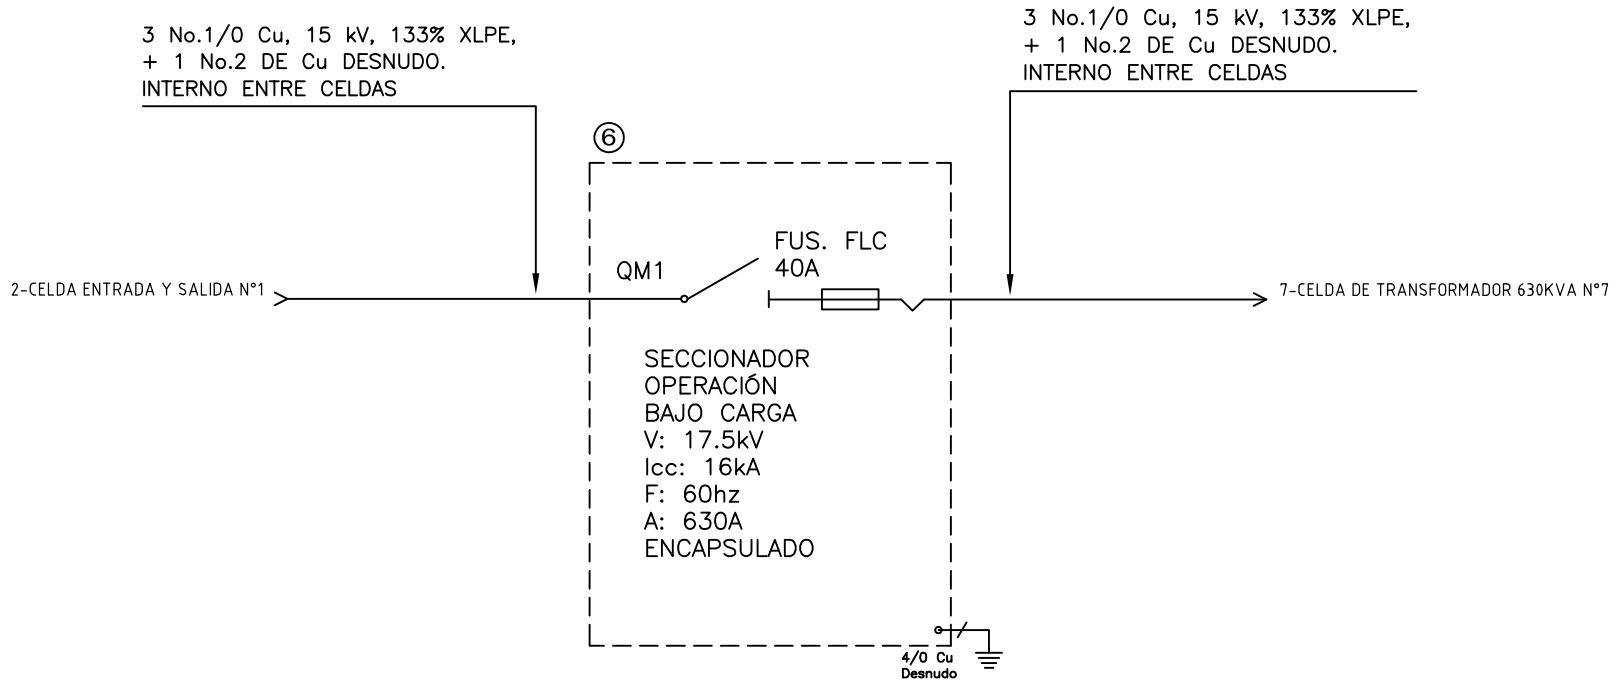 3 No.1/0 Cu, 15 kV, 133% XLPE,
+ 1 No.2 DE Cu DESNUDO.
INTERNO ENTRE CELDAS
3 No.1/0 Cu, 15 kV, 133% XLPE,
+ 1 No.2 DE Cu DESNUDO.
INTERNO ENTRE CELDAS
6
2-CELDA ENTRADA Y SALIDA N°1
QM1
FUS. FLC
40A
7-CELDA DE TRANSFORMADOR 630KVA N°7
SECCIONADOR
OPERACIÓN
BAJO CARGA
V: 17.5kV
Icc: 16kA
F: 60hz
A: 630A
ENCAPSULADO
4/0 Cu
Desnudo